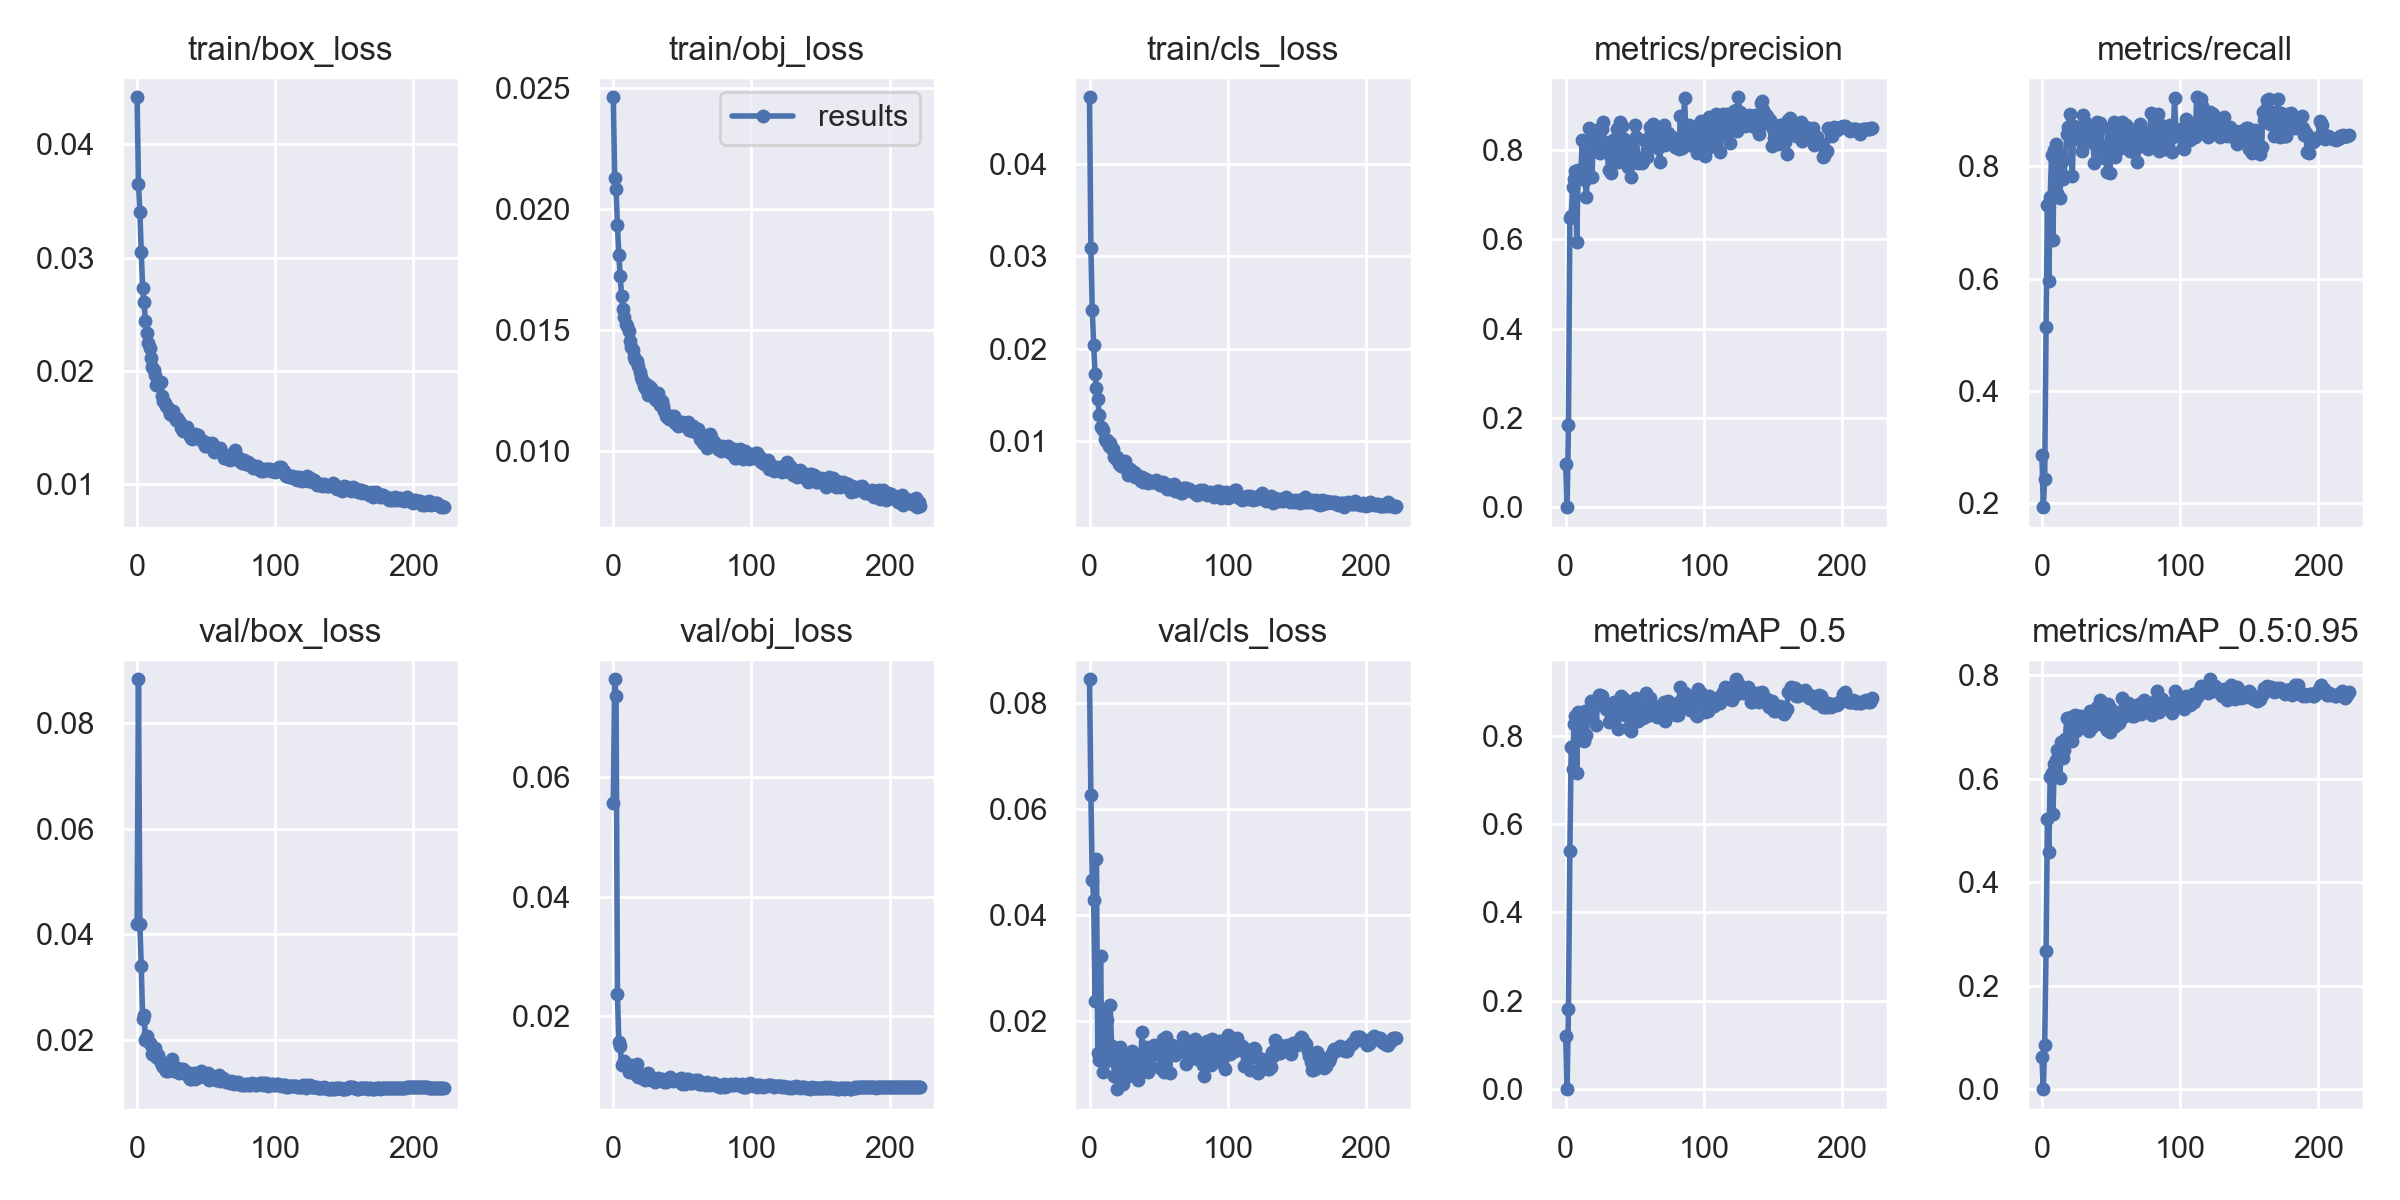 train/box_loss
0.04
0.03
0.02
0.01
0 100 200
train/obj_loss
results
0.025
0.020
0.015
0.010
0 100 200
train/cls_loss
0.04
0.03
0.02
0.01
0 100 200
metrics/precision
0.8
0.6
0.4
0.2
0.0
0 100 200
metrics/recall
0.8
0.6
0.4
0.2
0 100 200
val/box_loss
0.08
0.06
0.04
0.02
0 100 200
val/obj_loss
0.06
0.04
0.02
0 100 200
val/cls_loss
0.08
0.06
0.04
0.02
0 100 200
metrics/mAP_0.5
0.8
0.6
0.4
0.2
0.0
0 100 200
metrics/mAP_0.5:0.95
0.8
0.6
0.4
0.2
0.0
0 100 200